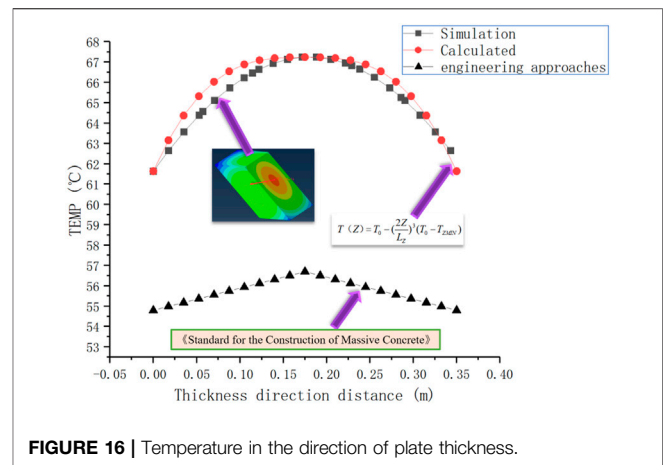 Simulation
Calculated
engineering approaches
68
67
66
65
64
63
62
61
60
59
58
57
56
55
54
53
TEMP (℃)
T (Z) = T₀ − (2Z/L_Z)³(T₀ − T_ZMIN)
《Standard for the Construction of Massive Concrete》
-0.05 0.00 0.05 0.10 0.15 0.20 0.25 0.30 0.35 0.40
Thickness direction distance (m)
FIGURE 16 | Temperature in the direction of plate thickness.